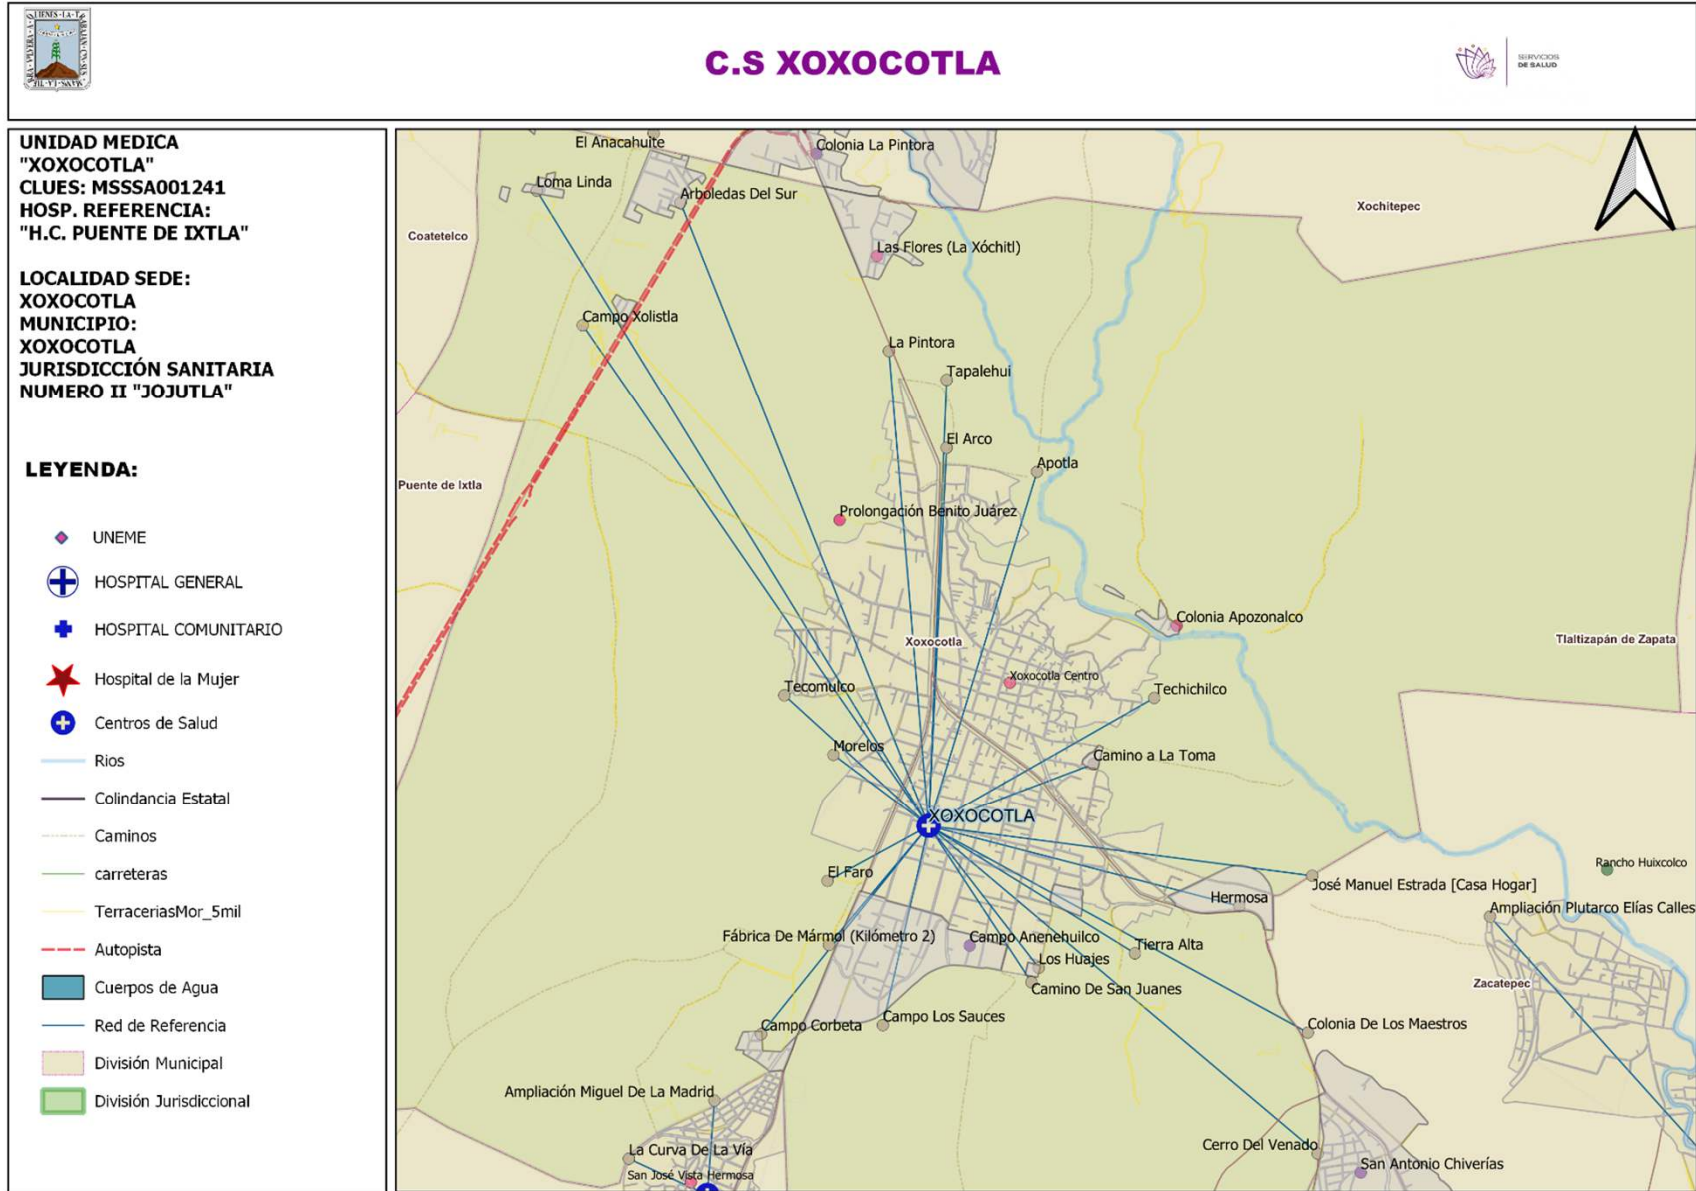 C.S XOXOCOTLA
SERVICIOS
DE SALUD
UNIDAD MEDICA
"XOXOCOTLA"
CLUES: MSSSA001241
HOSP. REFERENCIA:
"H.C. PUENTE DE IXTLA"
LOCALIDAD SEDE:
XOXOCOTLA
MUNICIPIO:
XOXOCOTLA
JURISDICCIÓN SANITARIA
NUMERO II "JOJUTLA"
LEYENDA:
UNEME
HOSPITAL GENERAL
HOSPITAL COMUNITARIO
Hospital de la Mujer
Centros de Salud
Rios
Colindancia Estatal
Caminos
carreteras
TerraceriasMor_5mil
Autopista
Cuerpos de Agua
Red de Referencia
División Municipal
División Jurisdiccional
El Anacahuite
Colonia La Pintora
Loma Linda
Arboledas Del Sur
Xochitepec
Coatetelco
Las Flores (La Xóchitl)
Campo Xolistla
La Pintora
Tapalehui
El Arco
Apotla
Puente de Ixtla
Prolongación Benito Juárez
Colonia Apozonalco
Xoxocotla
Tlaltizapán de Zapata
Xoxocotla Centro
Tecomulco
Techichilco
Morelos
Camino a La Toma
XOXOCOTLA
Rancho Huixcolco
El Faro
José Manuel Estrada [Casa Hogar]
Hermosa
Ampliación Plutarco Elías Calles
Fábrica De Mármol (Kilómetro 2)
Campo Anenehuilco
Tierra Alta
Los Huajes
Zacatepec
Camino De San Juanes
Campo Los Sauces
Campo Corbeta
Colonia De Los Maestros
Ampliación Miguel De La Madrid
La Curva De La Vía
Cerro Del Venado
San José Vista Hermosa
San Antonio Chiverías